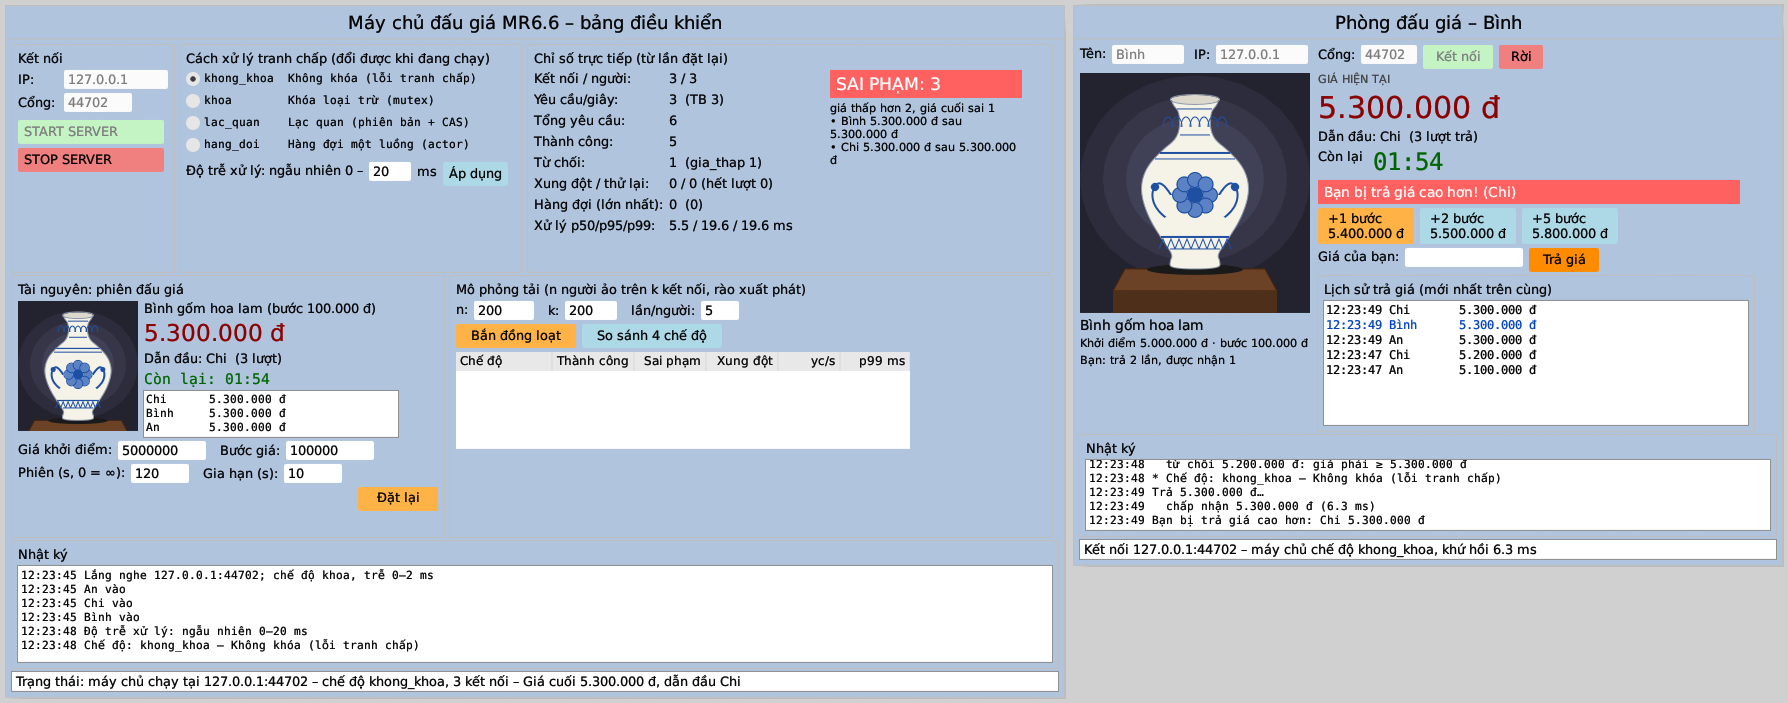 Máy chủ đấu giá MR6.6 – bảng điều khiển
Kết nối
IP: 127.0.0.1
Cổng: 44702
START SERVER
STOP SERVER
Cách xử lý tranh chấp (đổi được khi đang chạy)
khong_khoa Không khóa (lỗi tranh chấp)
khoa Khóa loại trừ (mutex)
lac_quan Lạc quan (phiên bản + CAS)
hang_doi Hàng đợi một luồng (actor)
Độ trễ xử lý: ngẫu nhiên 0 – 20 ms Áp dụng
Chỉ số trực tiếp (từ lần đặt lại)
Kết nối / người: 3 / 3
Yêu cầu/giây: 3 (TB 3)
Tổng yêu cầu: 6
Thành công: 5
Từ chối: 1 (gia_thap 1)
Xung đột / thử lại: 0 / 0 (hết lượt 0)
Hàng đợi (lớn nhất): 0 (0)
Xử lý p50/p95/p99: 5.5 / 19.6 / 19.6 ms
SAI PHẠM: 3
giá thấp hơn 2, giá cuối sai 1
• Bình 5.300.000 đ sau
5.300.000 đ
• Chi 5.300.000 đ sau 5.300.000
đ
Tài nguyên: phiên đấu giá
Bình gốm hoa lam (bước 100.000 đ)
5.300.000 đ
Dẫn đầu: Chi (3 lượt)
Còn lại: 01:54
Chi 5.300.000 đ
Bình 5.300.000 đ
An 5.300.000 đ
Giá khởi điểm: 5000000 Bước giá: 100000
Phiên (s, 0 = ∞): 120 Gia hạn (s): 10
Đặt lại
Mô phỏng tải (n người ảo trên k kết nối, rào xuất phát)
n: 200 k: 200 lần/người: 5
Bắn đồng loạt So sánh 4 chế độ
Chế độ Thành công Sai phạm Xung đột yc/s p99 ms
Nhật ký
12:23:45 Lắng nghe 127.0.0.1:44702; chế độ khoa, trễ 0–2 ms
12:23:45 An vào
12:23:45 Chi vào
12:23:45 Bình vào
12:23:48 Độ trễ xử lý: ngẫu nhiên 0–20 ms
12:23:48 Chế độ: khong_khoa – Không khóa (lỗi tranh chấp)
Trạng thái: máy chủ chạy tại 127.0.0.1:44702 – chế độ khong_khoa, 3 kết nối – Giá cuối 5.300.000 đ, dẫn đầu Chi
Phòng đấu giá – Bình
Tên: Bình IP: 127.0.0.1 Cổng: 44702 Kết nối Rời
GIÁ HIỆN TẠI
5.300.000 đ
Dẫn đầu: Chi (3 lượt trả)
Còn lại 01:54
Bạn bị trả giá cao hơn! (Chi)
+1 bước +2 bước +5 bước
5.400.000 đ 5.500.000 đ 5.800.000 đ
Giá của bạn: Trả giá
Bình gốm hoa lam
Khởi điểm 5.000.000 đ · bước 100.000 đ
Bạn: trả 2 lần, được nhận 1
Lịch sử trả giá (mới nhất trên cùng)
12:23:49 Chi 5.300.000 đ
12:23:49 Bình 5.300.000 đ
12:23:49 An 5.300.000 đ
12:23:47 Chi 5.200.000 đ
12:23:47 An 5.100.000 đ
Nhật ký
12:23:48 từ chối 5.200.000 đ: giá phải ≥ 5.300.000 đ
12:23:48 * Chế độ: khong_khoa – Không khóa (lỗi tranh chấp)
12:23:49 Trả 5.300.000 đ…
12:23:49 chấp nhận 5.300.000 đ (6.3 ms)
12:23:49 Bạn bị trả giá cao hơn: Chi 5.300.000 đ
Kết nối 127.0.0.1:44702 – máy chủ chế độ khong_khoa, khứ hồi 6.3 ms